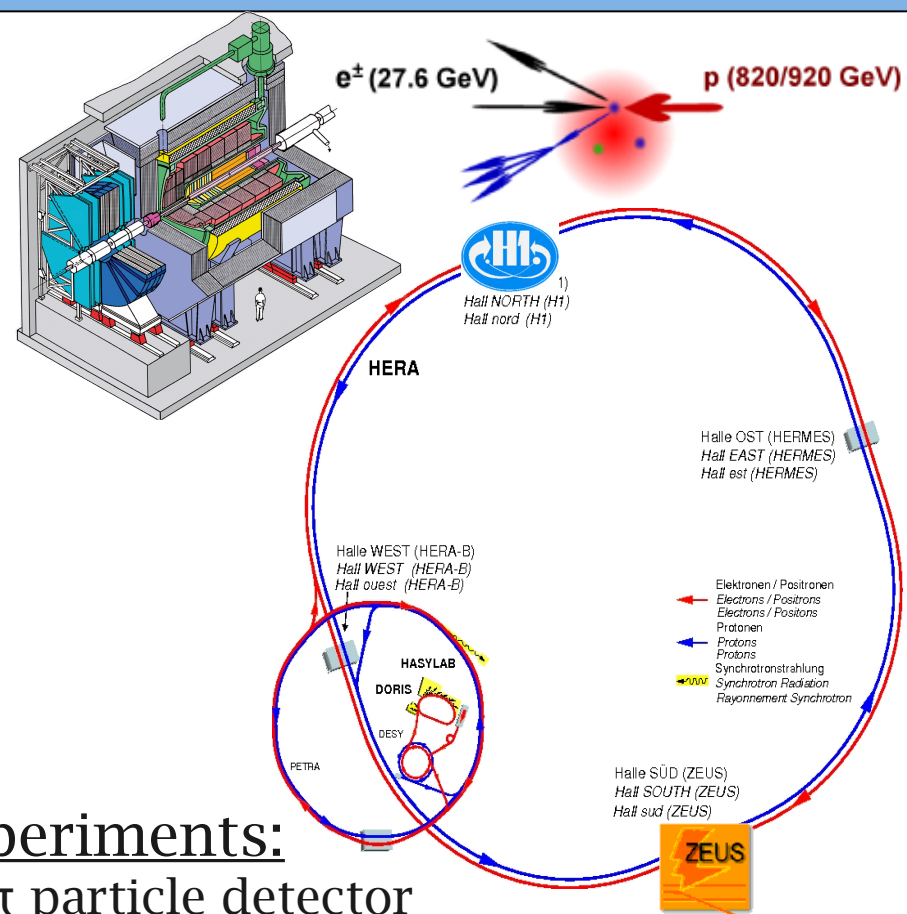 e± (27.6 GeV)
p (820/920 GeV)
H1
1)
Hall NORTH (H1)
Hall nord (H1)
HERA
Halle OST (HERMES)
Hall EAST (HERMES)
Hall est (HERMES)
Halle WEST (HERA-B)
Hall WEST (HERA-B)
Hall ouest (HERA-B)
Elektronen / Positronen
Electrons / Positrons
Electrons / Positons
Protonen
Protons
Protons
Synchrotronstrahlung
Synchrotron Radiation
Rayonnement Synchrotron
HASYLAB
DORIS
DESY
PETRA
Halle SÜD (ZEUS)
Hall SOUTH (ZEUS)
Hall sud (ZEUS)
ZEUS
periments:
π particle detector